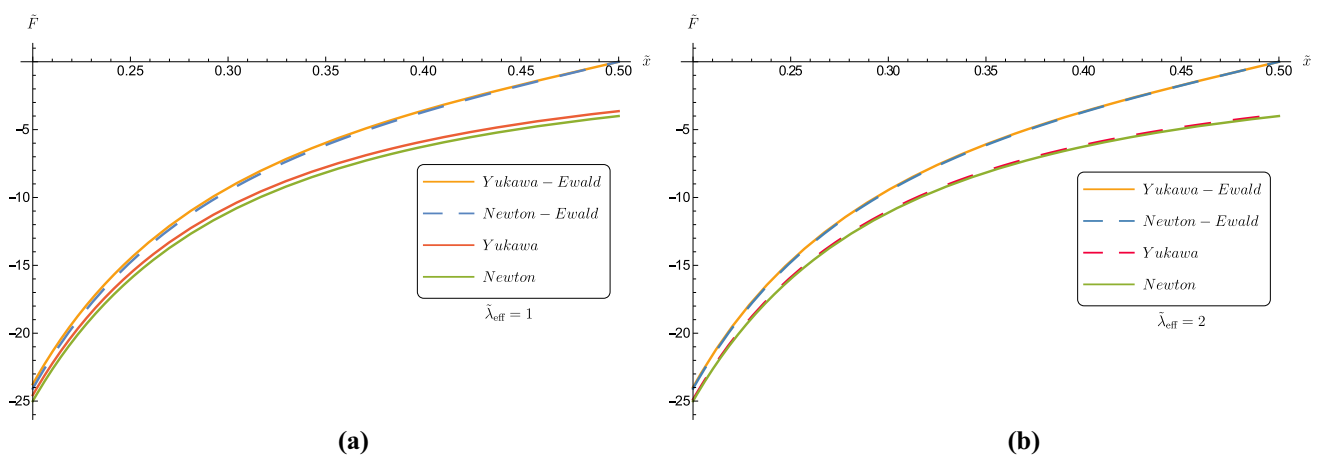 F̃
0.25 0.30 0.35 0.40 0.45 0.50 x̃
−5
−10
−15
−20
−25
Yukawa − Ewald
Newton − Ewald
Yukawa
Newton
λ̃eff = 1
(a)
F̃
0.25 0.30 0.35 0.40 0.45 0.50 x̃
−5
−10
−15
−20
−25
Yukawa − Ewald
Newton − Ewald
Yukawa
Newton
λ̃eff = 2
(b)